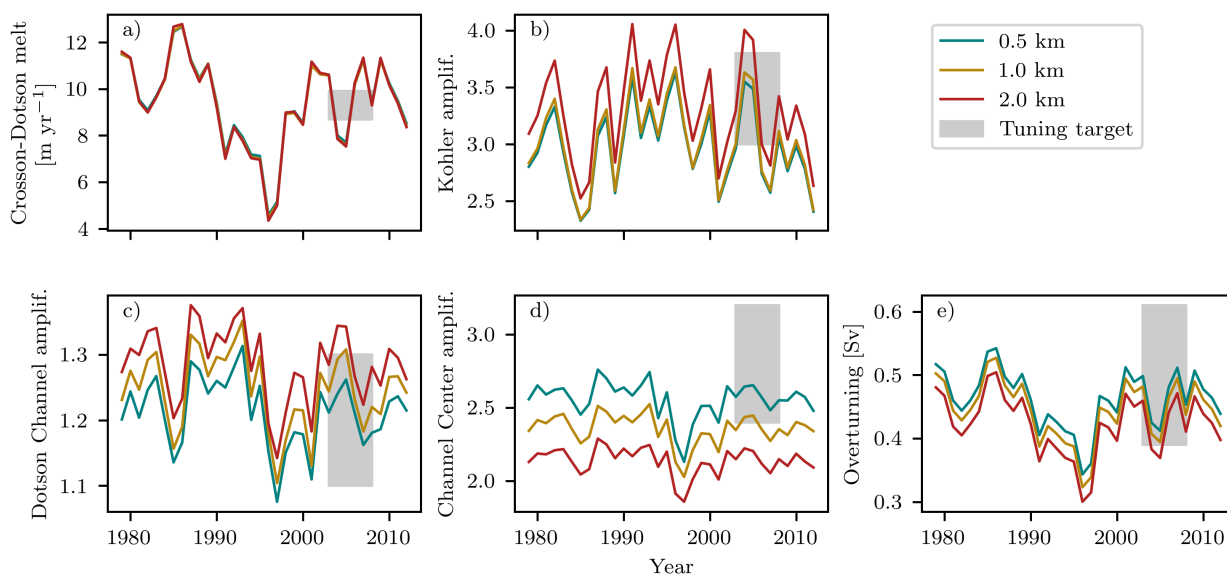 Crosson-Dotson melt
[m yr⁻¹]
a)
12
10
8
6
4
Kohler amplif.
b)
4.0
3.5
3.0
2.5
0.5 km
1.0 km
2.0 km
Tuning target
Dotson Channel amplif.
c)
1.3
1.2
1.1
1980
1990
2000
2010
Channel Center amplif.
d)
3.0
2.5
2.0
1980
1990
2000
2010
Year
Overturning [Sv]
e)
0.6
0.5
0.4
0.3
1980
1990
2000
2010